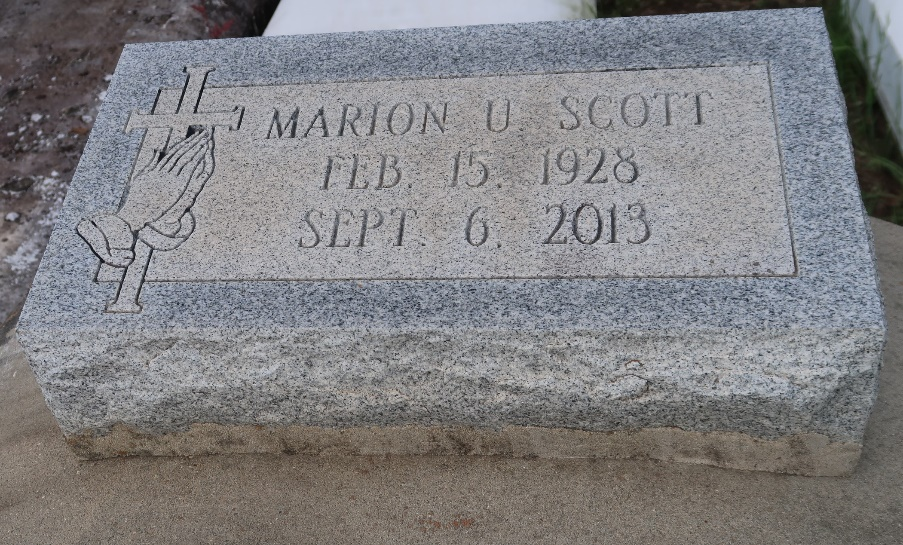 MARION U SCOTT
FEB. 15. 1928
SEPT. 6. 2013